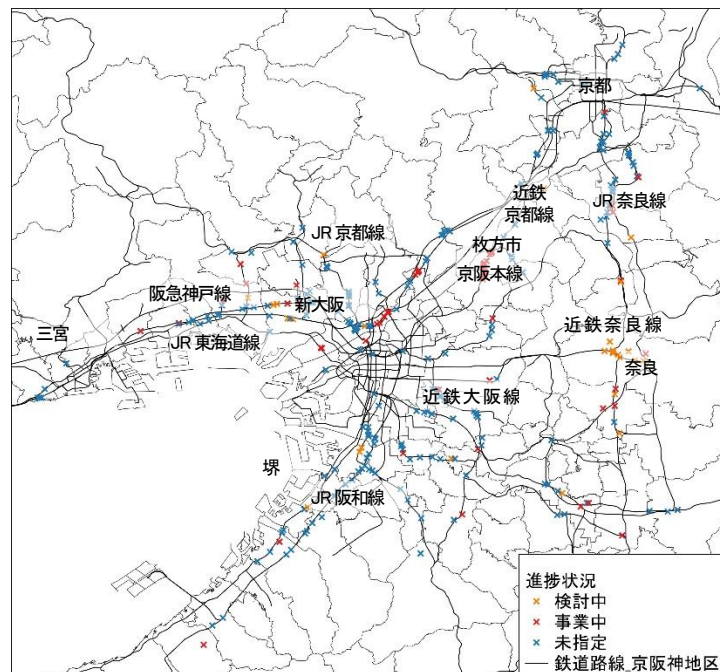 京都
近鉄
京都線
JR 奈良線
JR 京都線
枚方市
京阪本線
阪急神戸線
新大阪
三宮
JR 東海道線
近鉄奈良線
奈良
近鉄大阪線
堺
JR 阪和線
進捗状況
検討中
事業中
未指定
鉄道路線_京阪神地区